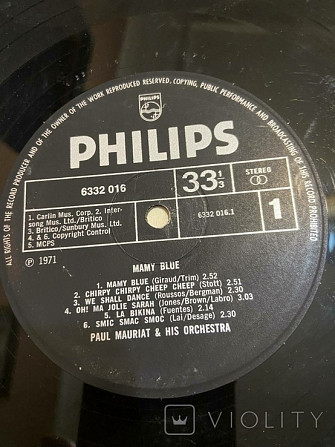 ALL RIGHTS OF THE RECORD PRODUCER AND OF THE OWNER OF THE WORK REPRODUCED RESERVED. COPYING, PUBLIC PERFORMANCE AND BROADCASTING OF THIS RECORD PROHIBITED
PHILIPS
PHILIPS
6332 016
33 1/3
STEREO
1. Carlin Mus. Corp. 2. Inter-
song Mus. Ltd./Britico
3. Britico/Sunbury Mus. Ltd.
4. & 6. Copyright Control
5. MCPS
6332 016.1
1
℗ 1971
MAMY BLUE
1. MAMY BLUE (Giraud/Trim) 2.52
2. CHIRPY CHIRPY CHEEP CHEEP (Stott) 2.51
3. WE SHALL DANCE (Roussos/Bergman) 2.30
4. OH! MA JOLIE SARAH (Jones/Brown/Labro) 3.03
5. LA BIKINA (Fuentes) 2.14
6. SMIC SMAC SMOC (Lai/Desage) 2.30
PAUL MAURIAT & HIS ORCHESTRA
VIOLITY